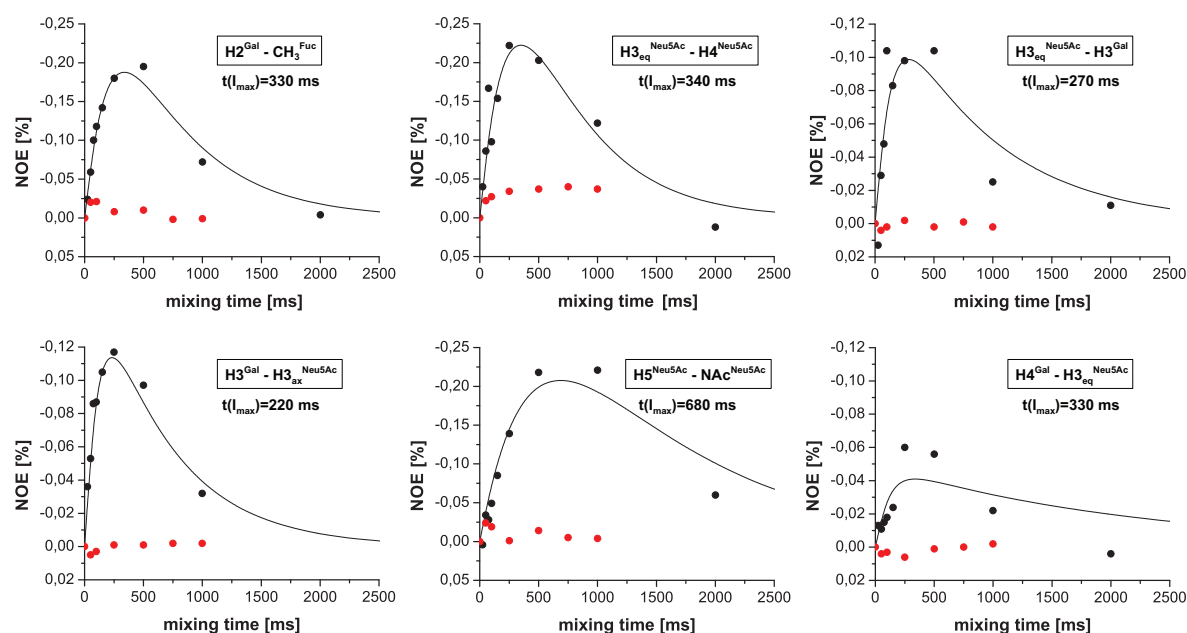 -0,25
-0,20
-0,15
-0,10
-0,05
0,00
0,05
NOE [%]
H2^Gal - CH₃^Fuc
t(I_max)=330 ms
0 500 1000 1500 2000 2500
mixing time [ms]
-0,25
-0,20
-0,15
-0,10
-0,05
0,00
0,05
NOE [%]
H3_eq^Neu5Ac - H4^Neu5Ac
t(I_max)=340 ms
0 500 1000 1500 2000 2500
mixing time [ms]
-0,12
-0,10
-0,08
-0,06
-0,04
-0,02
0,00
0,02
NOE [%]
H3_eq^Neu5Ac - H3^Gal
t(I_max)=270 ms
0 500 1000 1500 2000 2500
mixing time [ms]
-0,12
-0,10
-0,08
-0,06
-0,04
-0,02
0,00
0,02
NOE [%]
H3^Gal - H3_ax^Neu5Ac
t(I_max)=220 ms
0 500 1000 1500 2000 2500
mixing time [ms]
-0,25
-0,20
-0,15
-0,10
-0,05
0,00
0,05
NOE [%]
H5^Neu5Ac - NAc^Neu5Ac
t(I_max)=680 ms
0 500 1000 1500 2000 2500
mixing time [ms]
-0,12
-0,10
-0,08
-0,06
-0,04
-0,02
0,00
0,02
NOE [%]
H4^Gal - H3_eq^Neu5Ac
t(I_max)=330 ms
0 500 1000 1500 2000 2500
mixing time [ms]